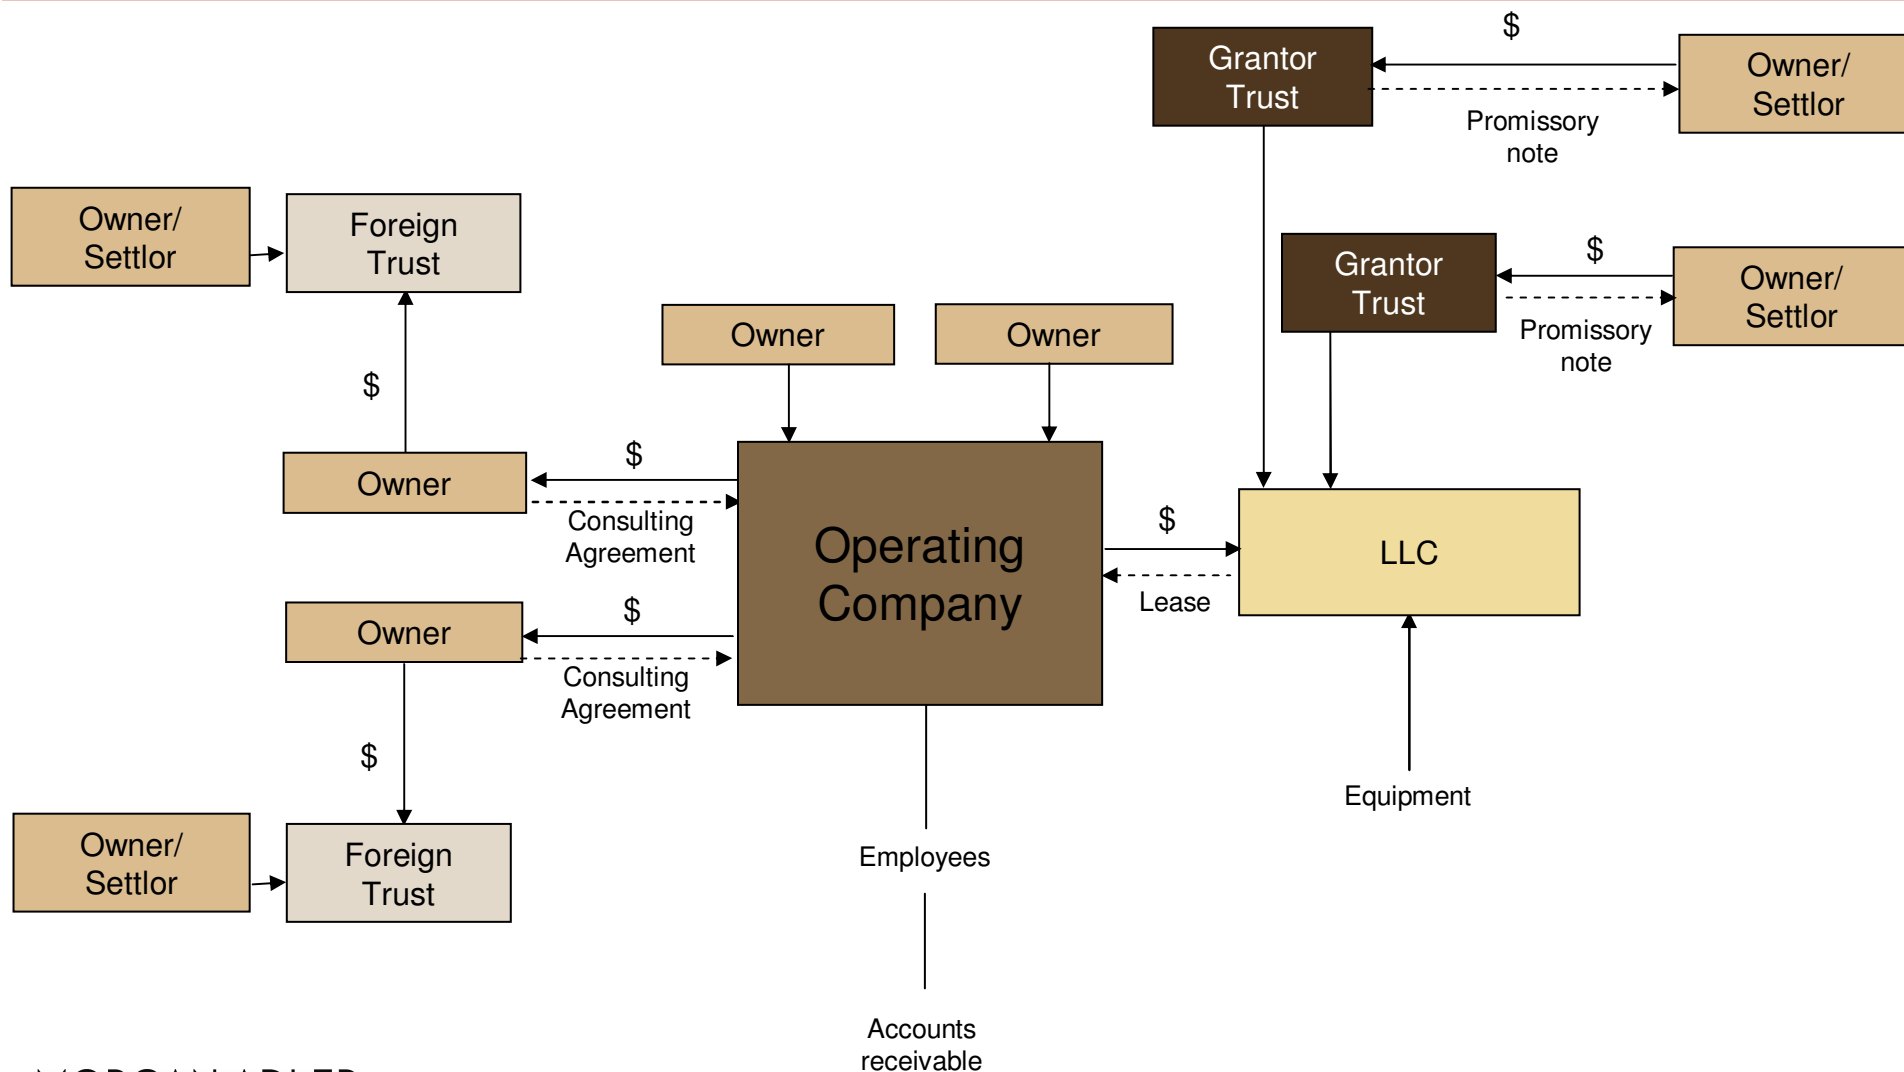 $
Grantor
Trust
Owner/
Settlor
Promissory
note
Owner/
Settlor
Foreign
Trust
Grantor
Trust
$
Owner/
Settlor
Promissory
note
Owner
Owner
$
Owner
$
Consulting
Agreement
Operating
Company
$
Lease
LLC
Owner
$
Consulting
Agreement
$
Equipment
Owner/
Settlor
Foreign
Trust
Employees
Accounts
receivable